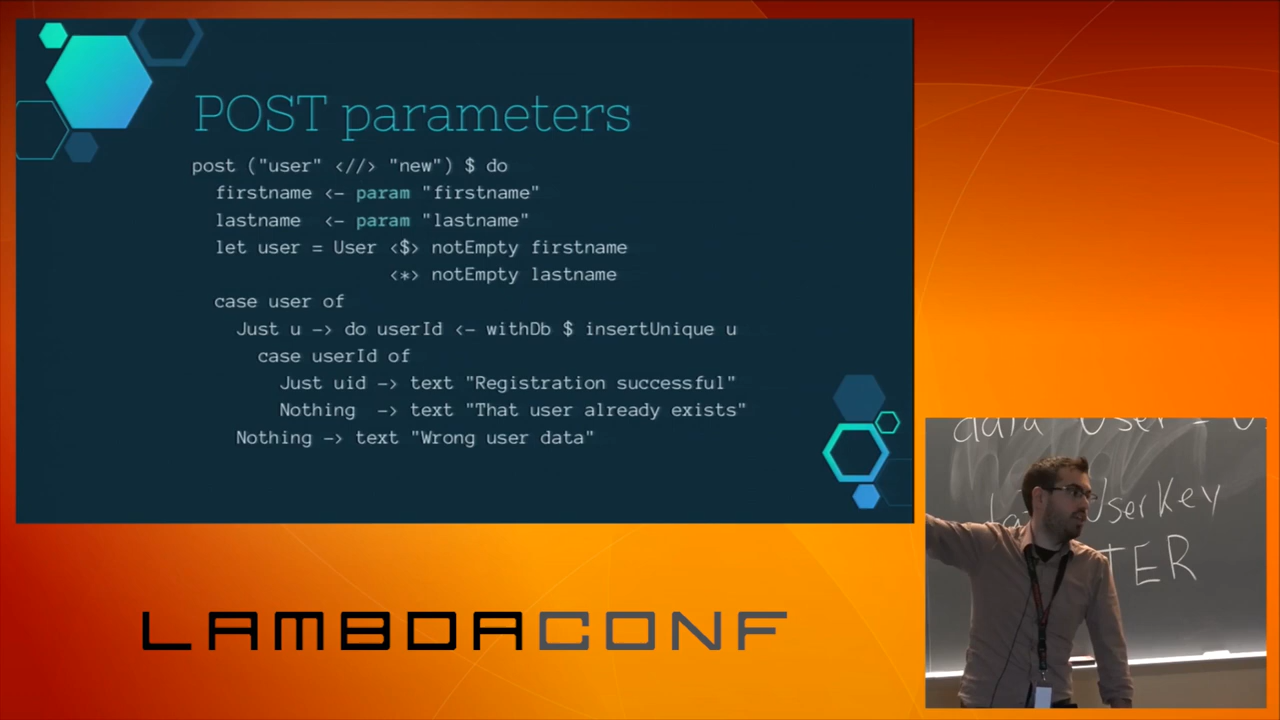 POST parameters
post ("user" <//> "new") $ do
firstname <- param "firstname"
lastname <- param "lastname"
let user = User <$> notEmpty firstname
<*> notEmpty lastname
case user of
Just u -> do userId <- withDb $ insertUnique u
case userId of
Just uid -> text "Registration successful"
Nothing -> text "That user already exists"
Nothing -> text "Wrong user data"
data User =
UserKey
TER
LAMBDACONF